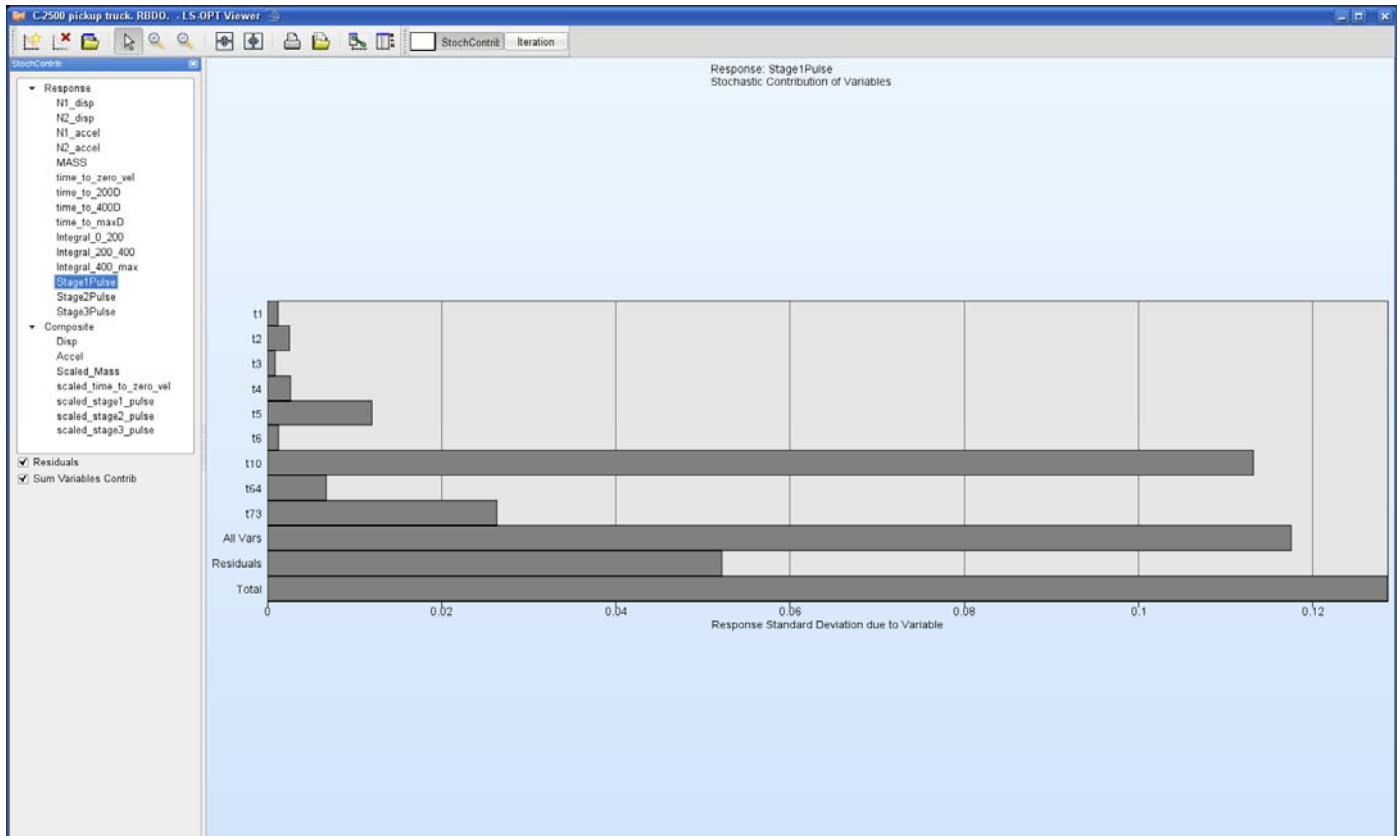 C-2500 pickup truck. RBDO. - LS-OPT Viewer
StochContrib Iteration
StochContrib
Response
N1_disp
N2_disp
N1_accel
N2_accel
MASS
time_to_zero_vel
time_to_200D
time_to_400D
time_to_maxD
Integral_0_200
Integral_200_400
Integral_400_max
Stage1Pulse
Stage2Pulse
Stage3Pulse
Composite
Disp
Accel
Scaled_Mass
scaled_time_to_zero_vel
scaled_stage1_pulse
scaled_stage2_pulse
scaled_stage3_pulse
Residuals
Sum Variables Contrib
Response: Stage1Pulse
Stochastic Contribution of Variables
t1
t2
t3
t4
t5
t6
t10
t64
t73
All Vars
Residuals
Total
0 0.02 0.04 0.06 0.08 0.1 0.12
Response Standard Deviation due to Variable